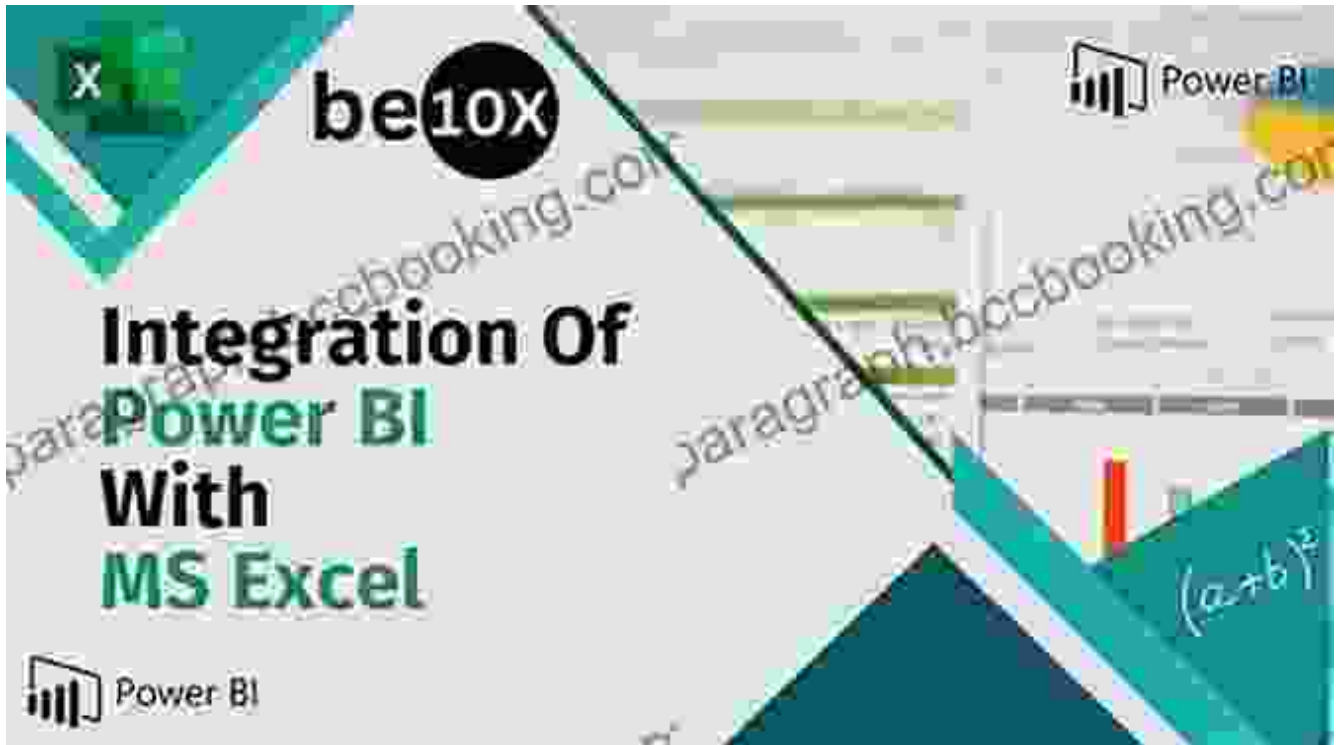 X
be10X
Power BI
Integration Of
Power BI
With
MS Excel
Power BI
(a+b)²
paragraph.bccbooking.com
paragraph.bccbooking.com